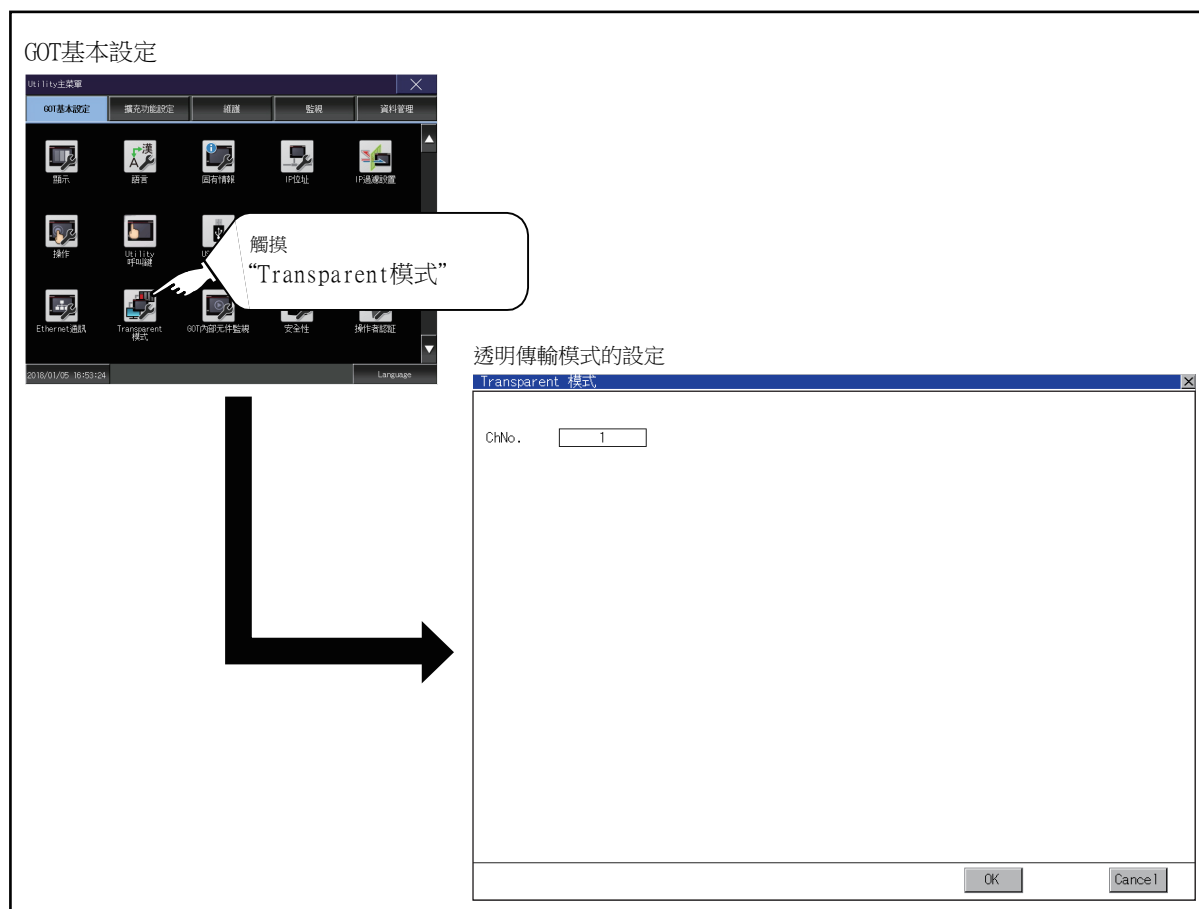 GOT基本設定
Utility主菜單
GOT基本設定 擴充功能設定 維護 監視 資料管理
顯示 語言 固有情報 IP位址 IP過濾設置
操作 Utility
呼叫鍵
觸摸
“Transparent模式”
Ethernet通訊 Transparent
模式 GOT內部元件監視 安全性 操作者認証
2018/01/05 16:53:24 Language
透明傳輸模式的設定
Transparent 模式
ChNo. 1
OK Cancel